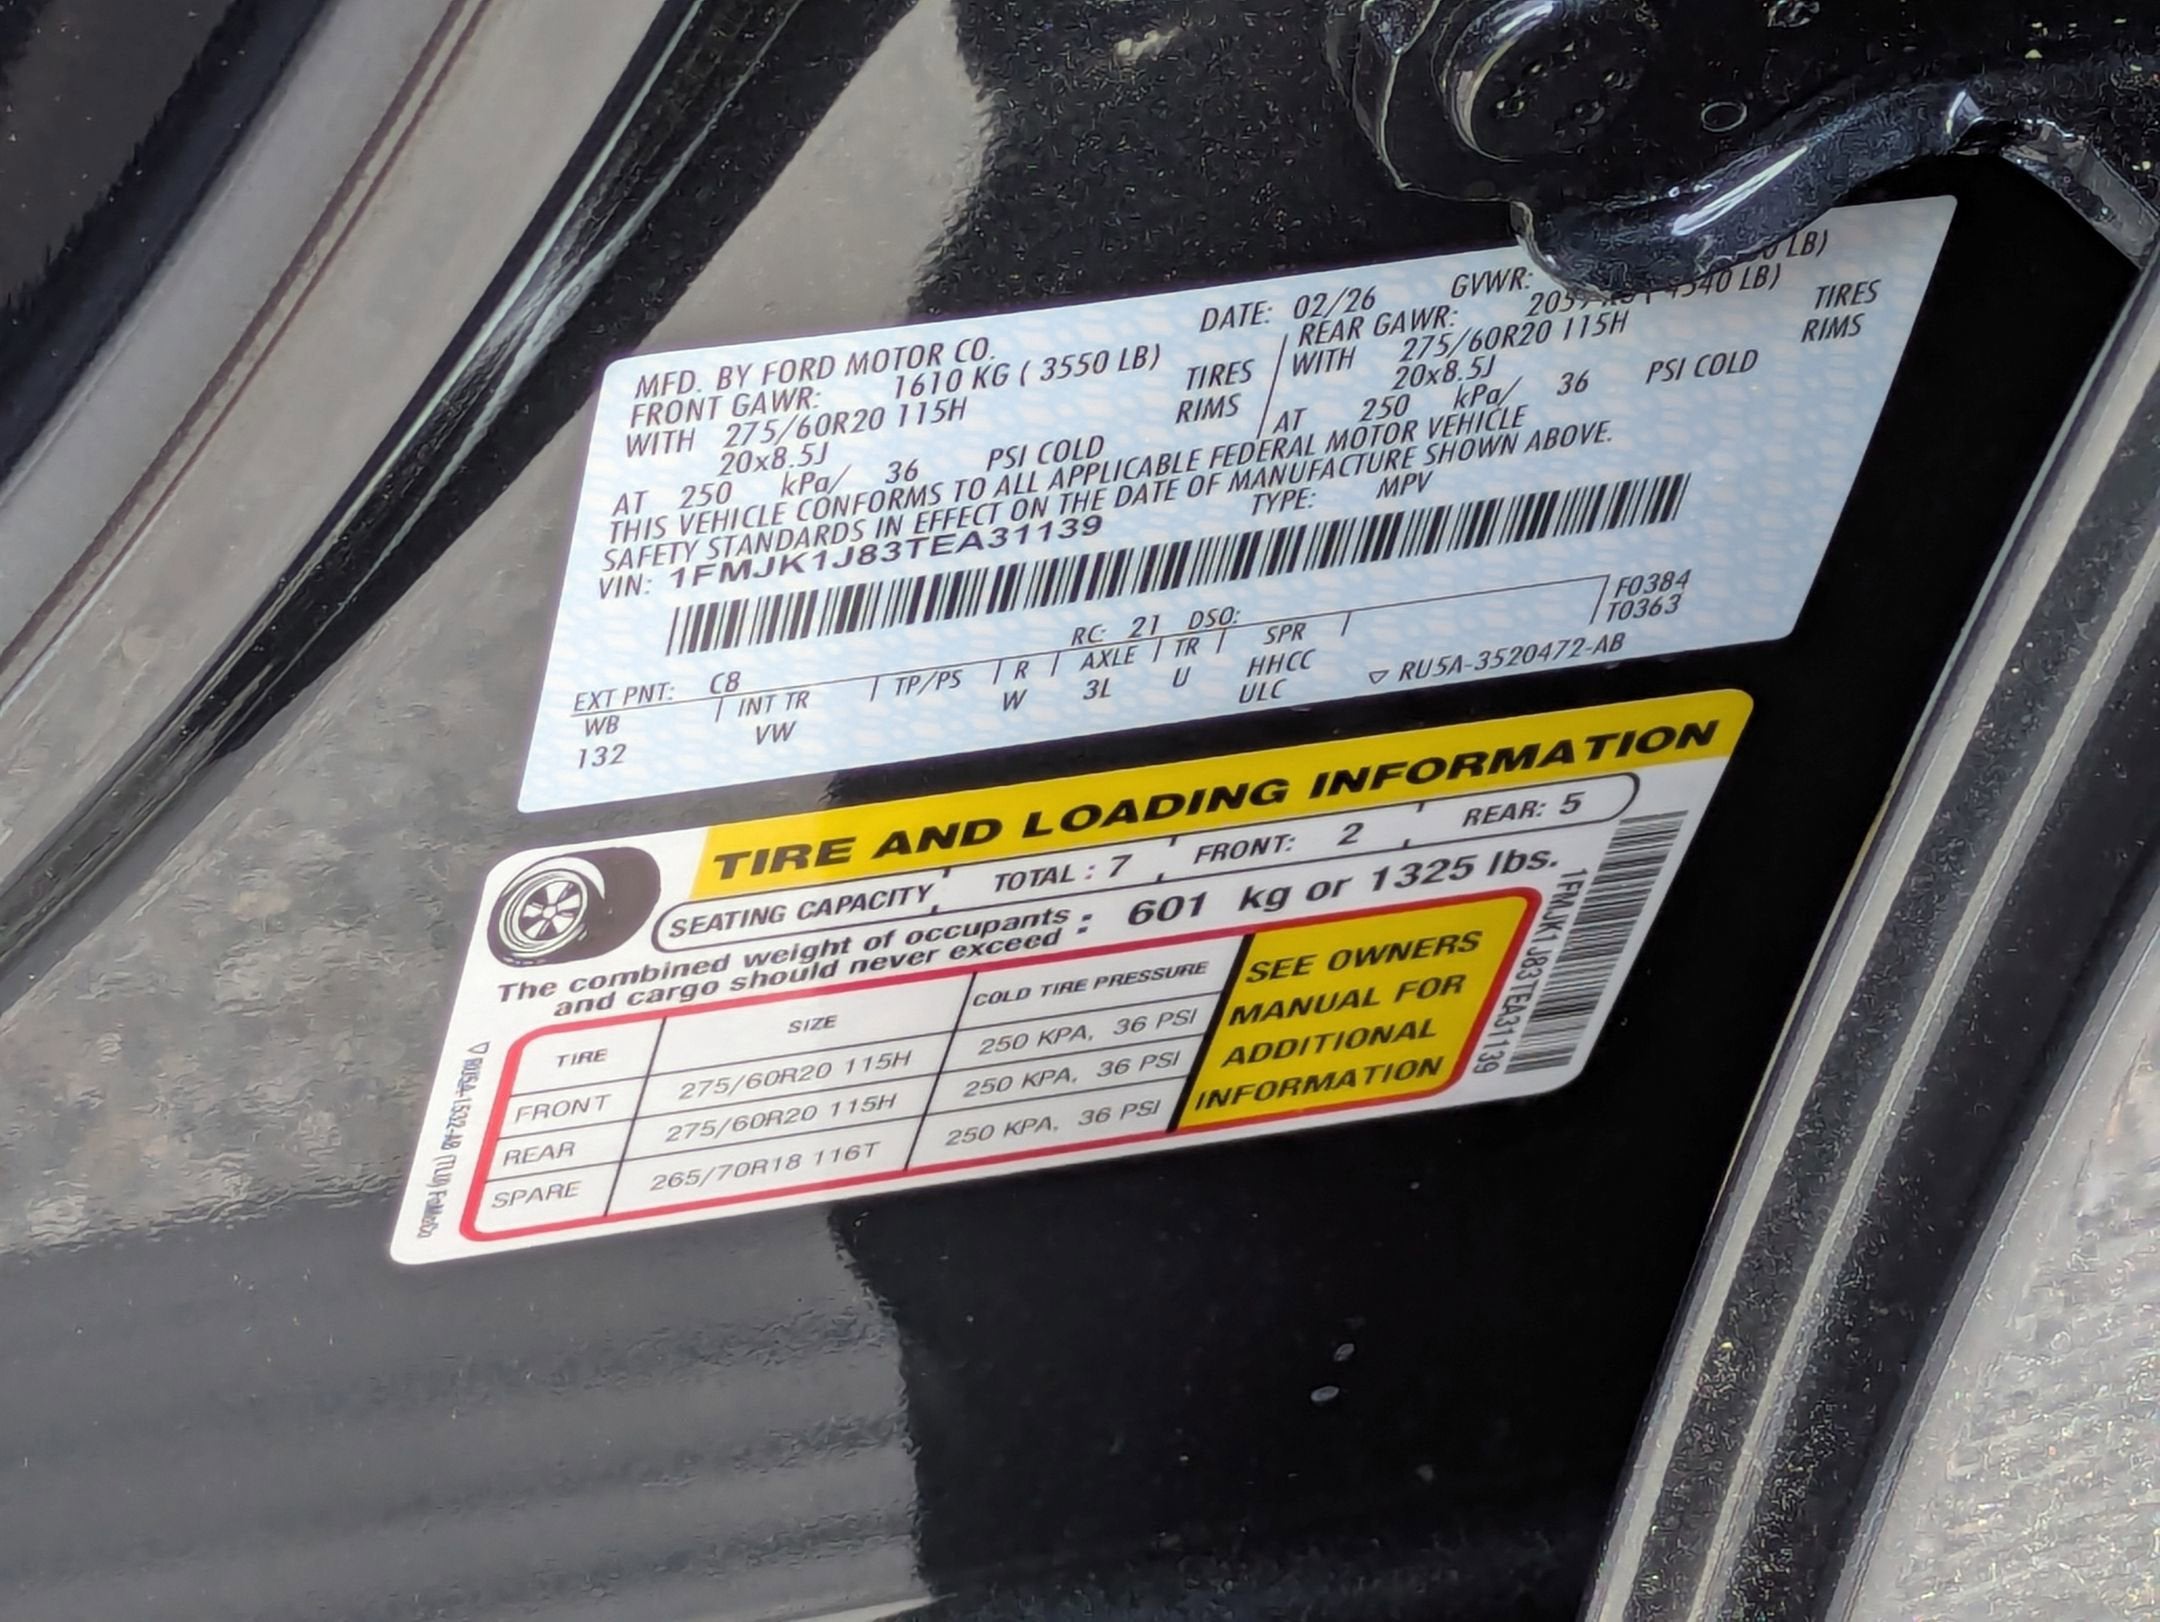 MFD. BY FORD MOTOR CO.
DATE: 02/26
GVWR:
LB)
FRONT GAWR: 1610 KG ( 3550 LB)
REAR GAWR: 4540 LB)
WITH 275/60R20 115H TIRES
WITH 275/60R20 115H TIRES
20x8.5J RIMS
20x8.5J RIMS
AT 250 kPa/ 36 PSI COLD
AT 250 kPa/ 36 PSI COLD
THIS VEHICLE CONFORMS TO ALL APPLICABLE FEDERAL MOTOR VEHICLE
SAFETY STANDARDS IN EFFECT ON THE DATE OF MANUFACTURE SHOWN ABOVE.
VIN: 1FMJK1J83TEA31139
TYPE: MPV
F0384
T0363
EXT PNT: C8 RC: 21 DSO:
WB INT TR TP/PS R AXLE TR SPR
132 VW W 3L U HHCC
ULC
RU5A-3520472-AB
TIRE AND LOADING INFORMATION
SEATING CAPACITY TOTAL : 7 FRONT: 2 REAR: 5
The combined weight of occupants
and cargo should never exceed : 601 kg or 1325 lbs.
TIRE SIZE COLD TIRE PRESSURE
FRONT 275/60R20 115H 250 KPA, 36 PSI
REAR 275/60R20 115H 250 KPA, 36 PSI
SPARE 265/70R18 116T 250 KPA, 36 PSI
SEE OWNERS
MANUAL FOR
ADDITIONAL
INFORMATION
1FMJK1J83TEA31139